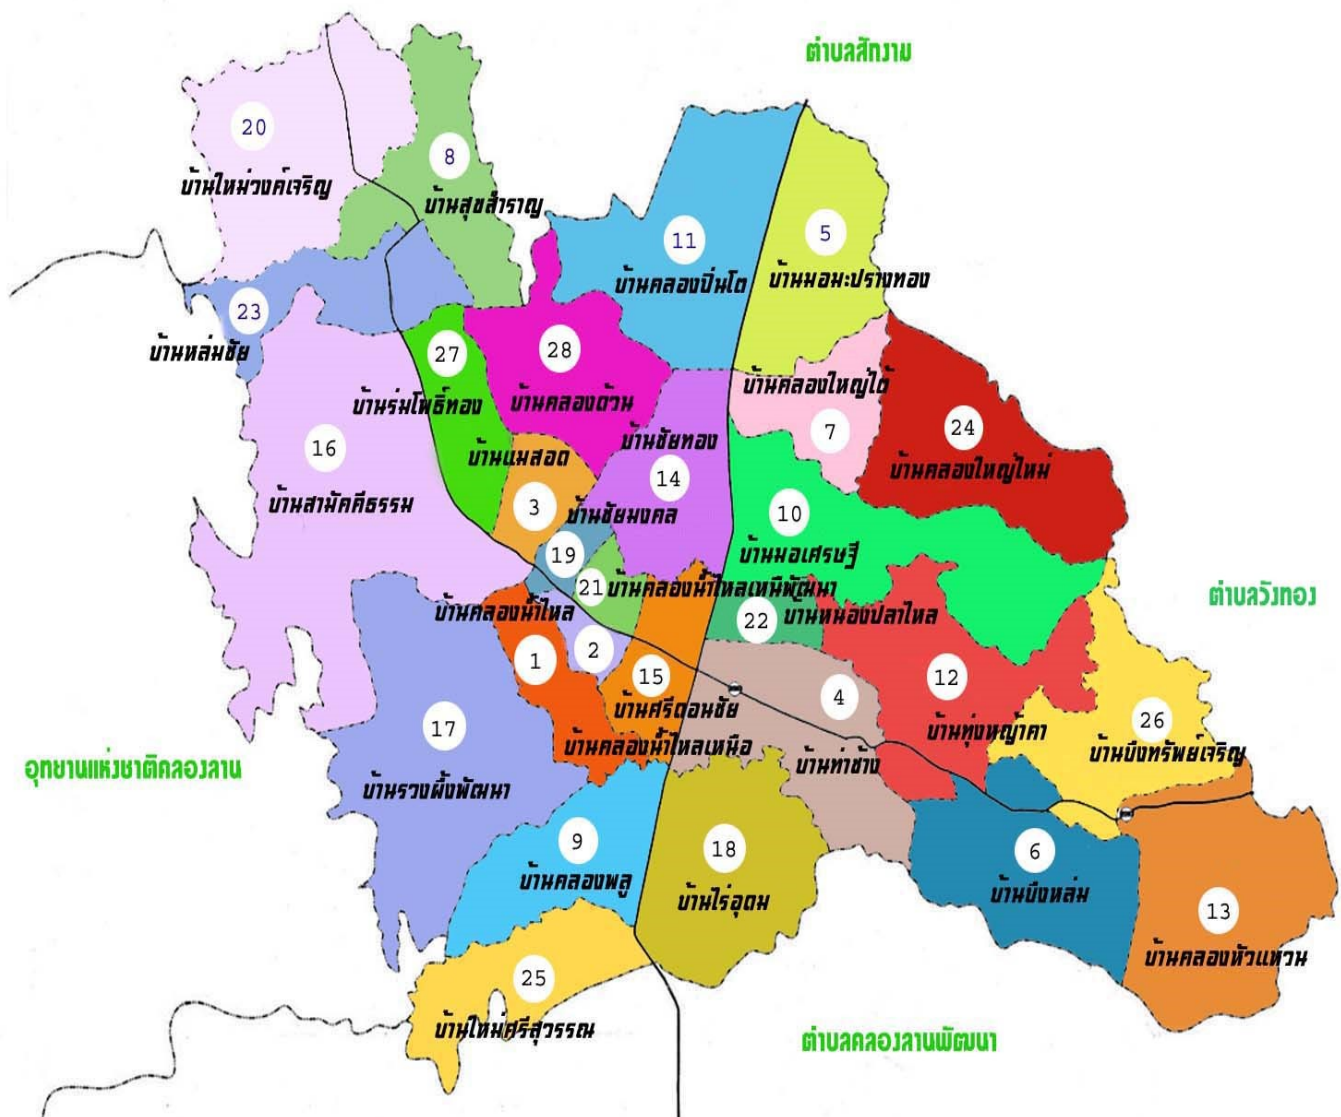 ตำบลสักงาม
20
8
บ้านใหม่วงค์เจริญ
บ้านสุขสำราญ
11
5
บ้านคลองปิ่นโต
บ้านมอมะปรางทอง
23
บ้านหล่มชัย
27
28
บ้านร่มโพธิ์ทอง
บ้านคลองด้วน
บ้านคลองใหญ่ใต้
7
24
บ้านคลองใหญ่ใหม่
16
บ้านสามัคคีธรรม
บ้านแม่สอด
3
บ้านชัยทอง
14
บ้านชัยมงคล
10
บ้านมอเศรษฐี
19
21
บ้านคลองน้ำไหลเหนือพัฒนา
ตำบลวังทอง
บ้านคลองน้ำไหล
22
บ้านหนองปลาไหล
1
2
15
บ้านศรีดอนชัย
4
12
บ้านทุ่งหญ้าคา
26
บ้านบึงทรัพย์เจริญ
17
บ้านคลองน้ำไหลเหนือ
บ้านท่าช้าง
อุทยานแห่งชาติคลองลาน
บ้านรวงผึ้งพัฒนา
9
บ้านคลองพลู
18
บ้านไร่อุดม
6
บ้านบึงหล่ม
13
บ้านคลองหัวแหวน
25
บ้านใหม่ศรีสุวรรณ
ตำบลคลองลานพัฒนา